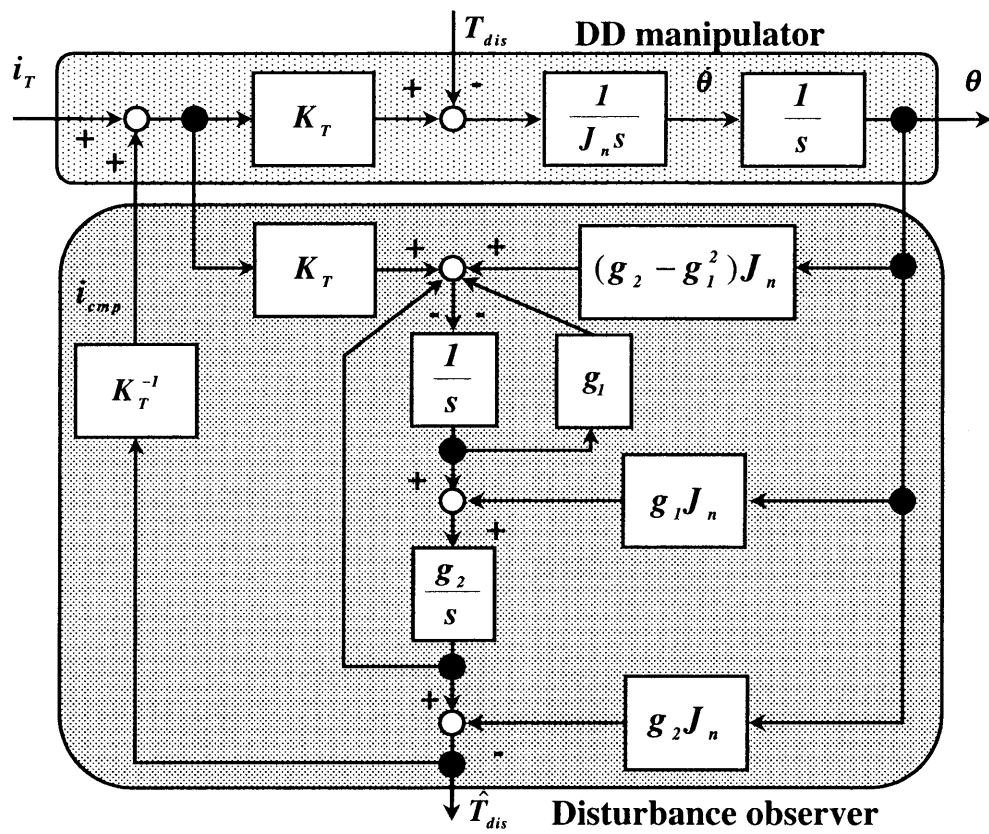 T_dis
DD manipulator
i_T
+
+
K_T
+
-
1
J_n s
θ̇
1
s
θ
K_T
+
+
(g_2 - g_1^2) J_n
i_cmp
-
-
K_T^-1
1
s
g_1
+
g_1 J_n
+
g_2
s
+
g_2 J_n
-
T̂_dis
Disturbance observer